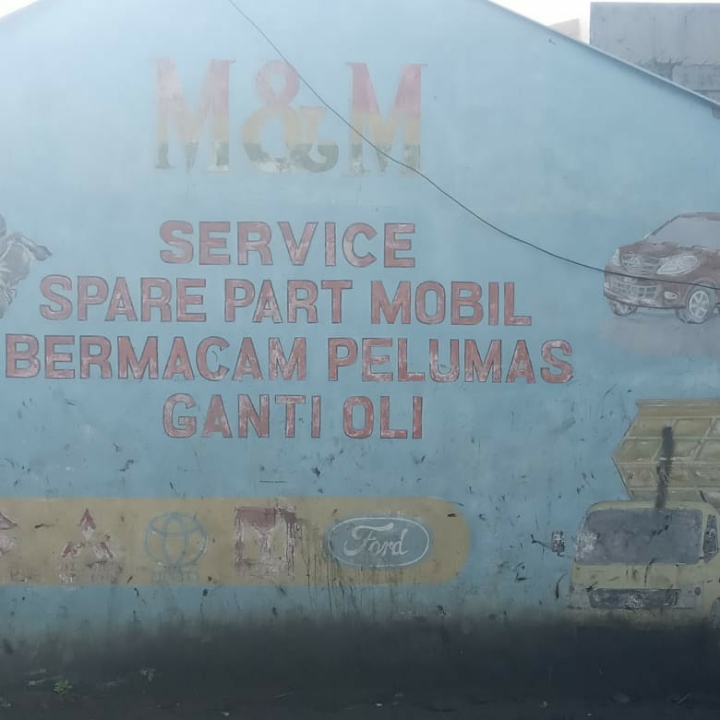 M&M
SERVICE
SPARE PART MOBIL
BERMACAM PELUMAS
GANTI OLI
Ford